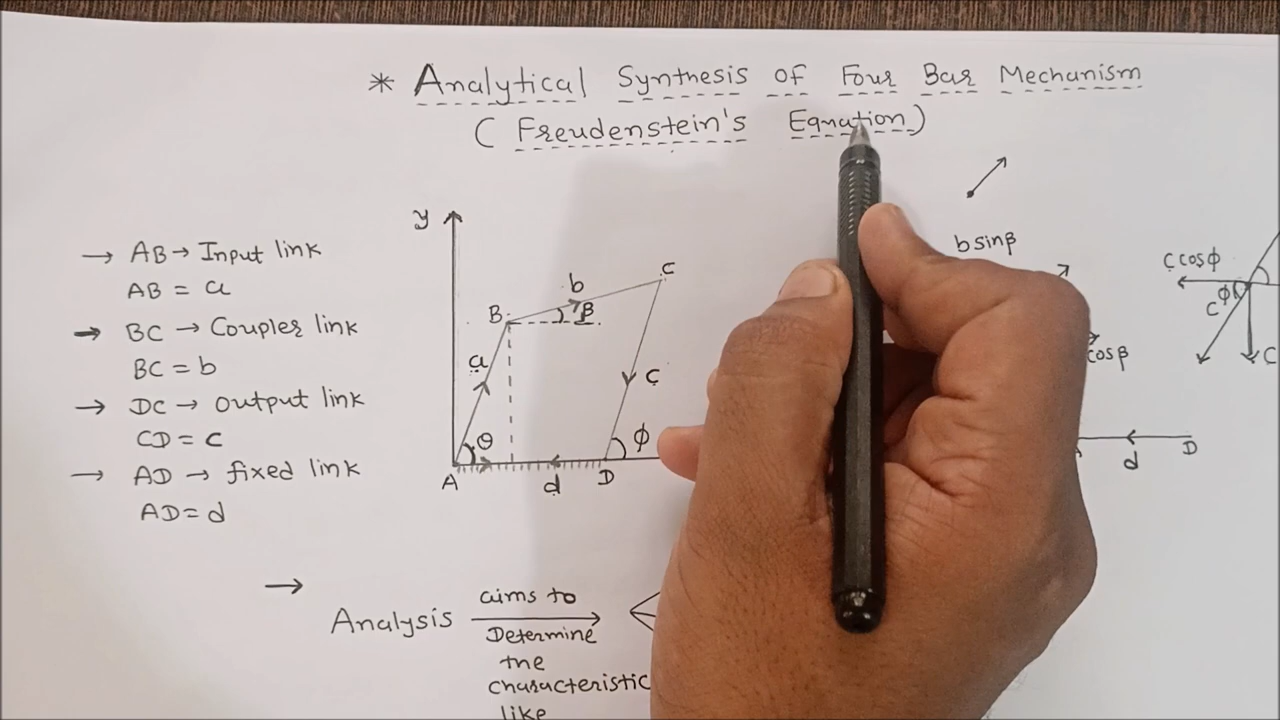 * Analytical Synthesis of Four Bar Mechanism
( Freudenstein's Equation )
→ AB → Input link
AB = a
→ BC → Coupler link
BC = b
→ DC → Output link
CD = c
→ AD → fixed link
AD = d
y
B
b
β
C
a
c
θ
ϕ
A
d
D
b sinβ
cosβ
d
D
c cosϕ
c
ϕ
C
→
Analysis
aims to
Determine
the
characteristic
like